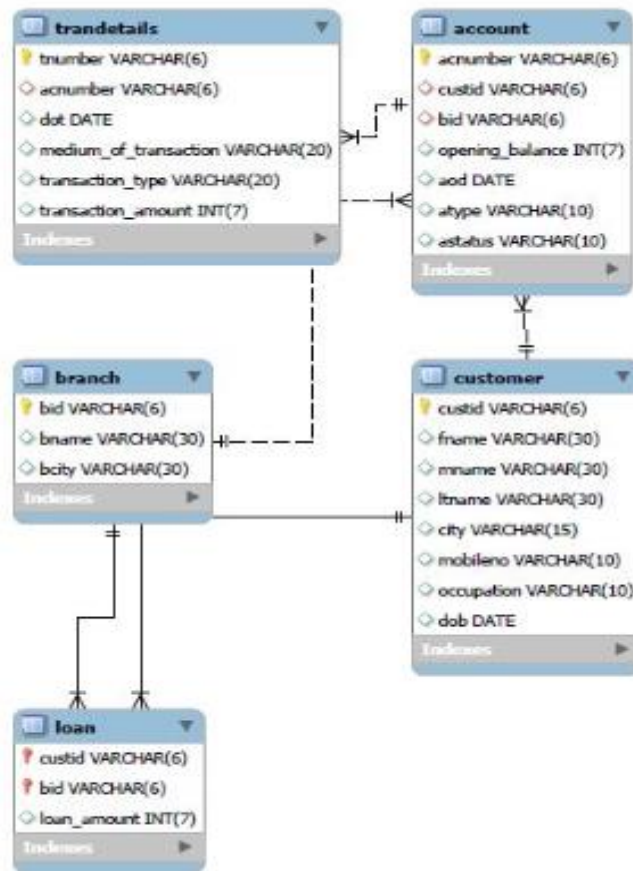 trandetails
tnumber VARCHAR(6)
acnumber VARCHAR(6)
dot DATE
medium_of_transaction VARCHAR(20)
transaction_type VARCHAR(20)
transaction_amount INT(7)
Indexes
account
acnumber VARCHAR(6)
custid VARCHAR(6)
bid VARCHAR(6)
opening_balance INT(7)
aod DATE
atype VARCHAR(10)
astatus VARCHAR(10)
Indexes
branch
bid VARCHAR(6)
bname VARCHAR(30)
bcity VARCHAR(30)
Indexes
customer
custid VARCHAR(6)
fname VARCHAR(30)
mname VARCHAR(30)
ltname VARCHAR(30)
city VARCHAR(15)
mobileno VARCHAR(10)
occupation VARCHAR(10)
dob DATE
Indexes
loan
custid VARCHAR(6)
bid VARCHAR(6)
loan_amount INT(7)
Indexes